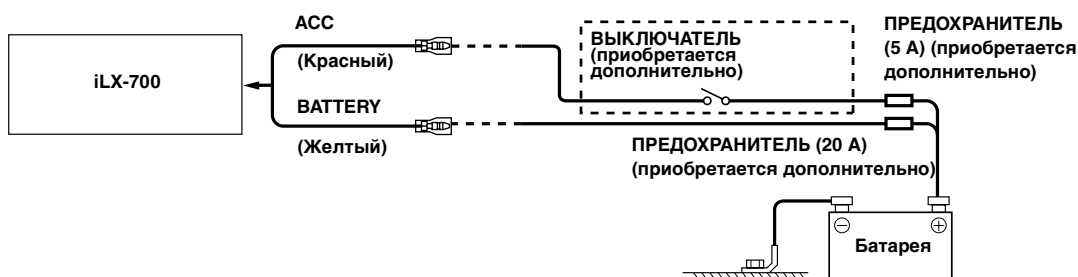 ACC
(Красный)
iLX-700
BATTERY
(Желтый)
ВЫКЛЮЧАТЕЛЬ
(приобретается
дополнительно)
ПРЕДОХРАНИТЕЛЬ
(5 А) (приобретается
дополнительно)
ПРЕДОХРАНИТЕЛЬ (20 А)
(приобретается дополнительно)
Батарея